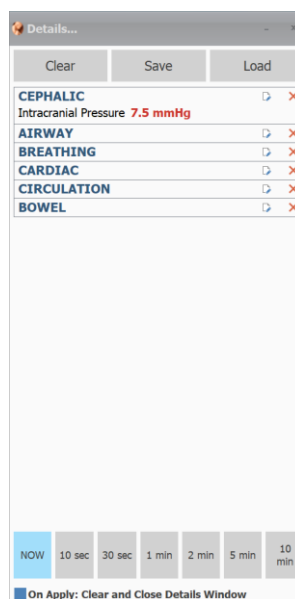 Details...
Clear Save Load
CEPHALIC
Intracranial Pressure 7.5 mmHg
AIRWAY
BREATHING
CARDIAC
CIRCULATION
BOWEL
NOW 10 sec 30 sec 1 min 2 min 5 min 10 min
On Apply: Clear and Close Details Window